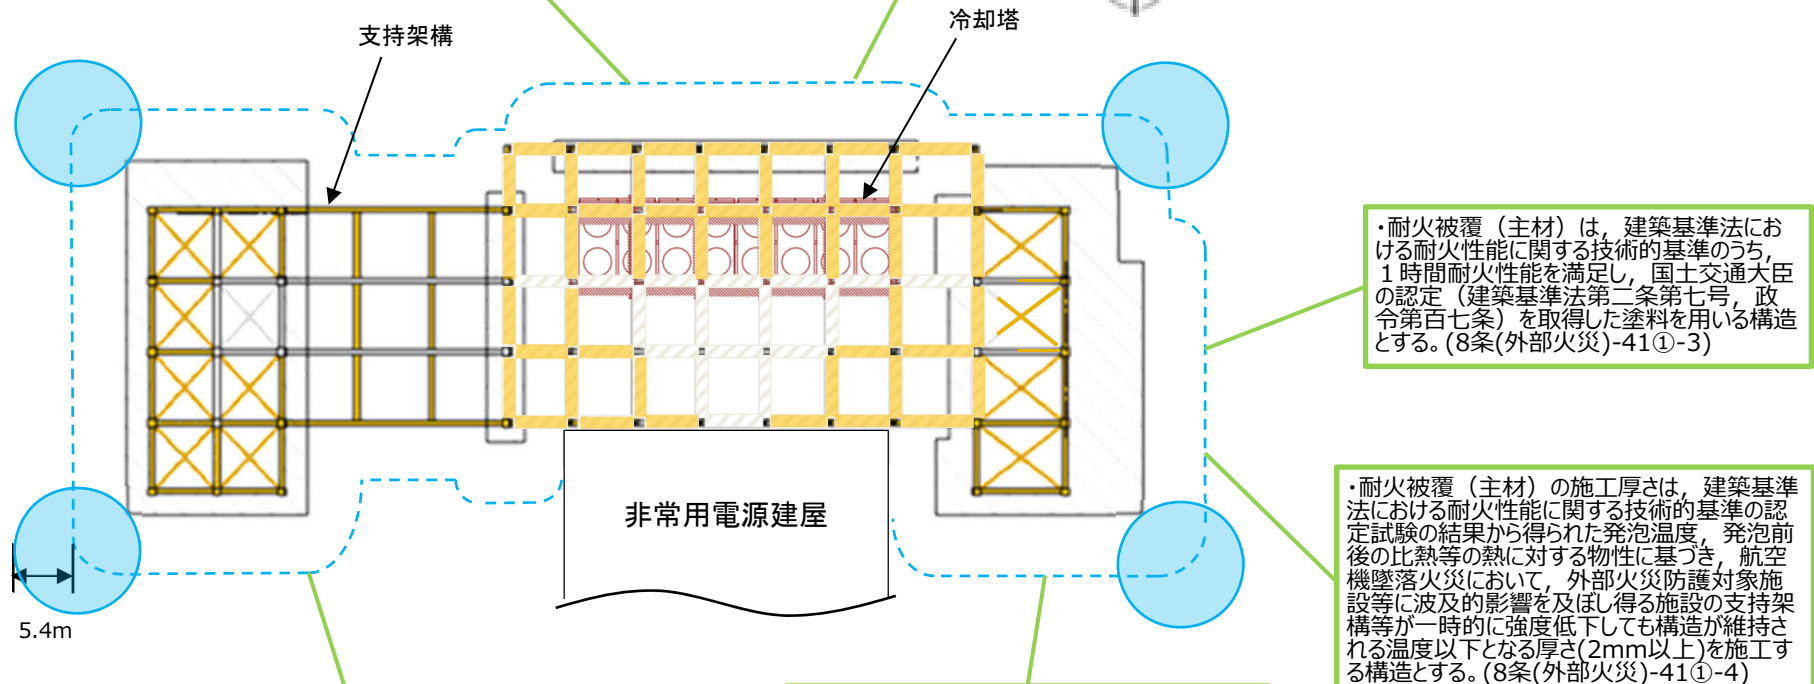 冷却塔
支持架構
・耐火被覆（主材）は，建築基準法にお
ける耐火性能に関する技術的基準のうち，
１時間耐火性能を満足し，国土交通大臣
の認定（建築基準法第二条第七号，政
令第百七条）を取得した塗料を用いる構造
とする。(8条(外部火災)-41①-3)
・耐火被覆（主材）の施工厚さは，建築基準
法における耐火性能に関する技術的基準の認
定試験の結果から得られた発泡温度，発泡前
後の比熱等の熱に対する物性に基づき，航空
機墜落火災において，外部火災防護対象施
設等に波及的影響を及ぼし得る施設の支持架
構等が一時的に強度低下しても構造が維持さ
れる温度以下となる厚さ(2mm以上)を施工す
る構造とする。(8条(外部火災)-41①-4)
非常用電源建屋
5.4m